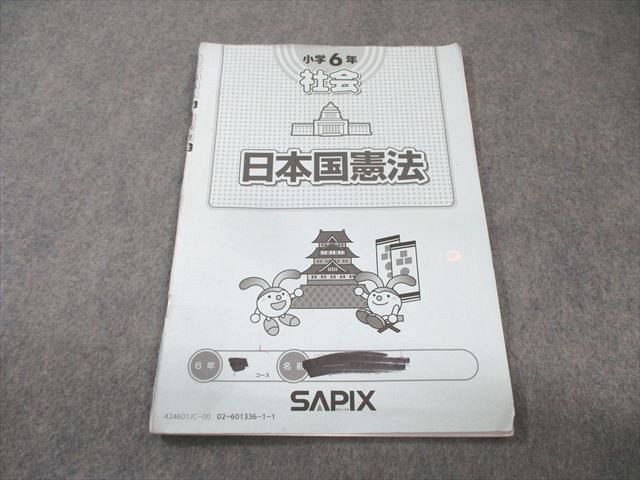 小学6年
社会
日本国憲法
6年
コース
名前
SAPIX
424601JC-00 02-601336-1-1